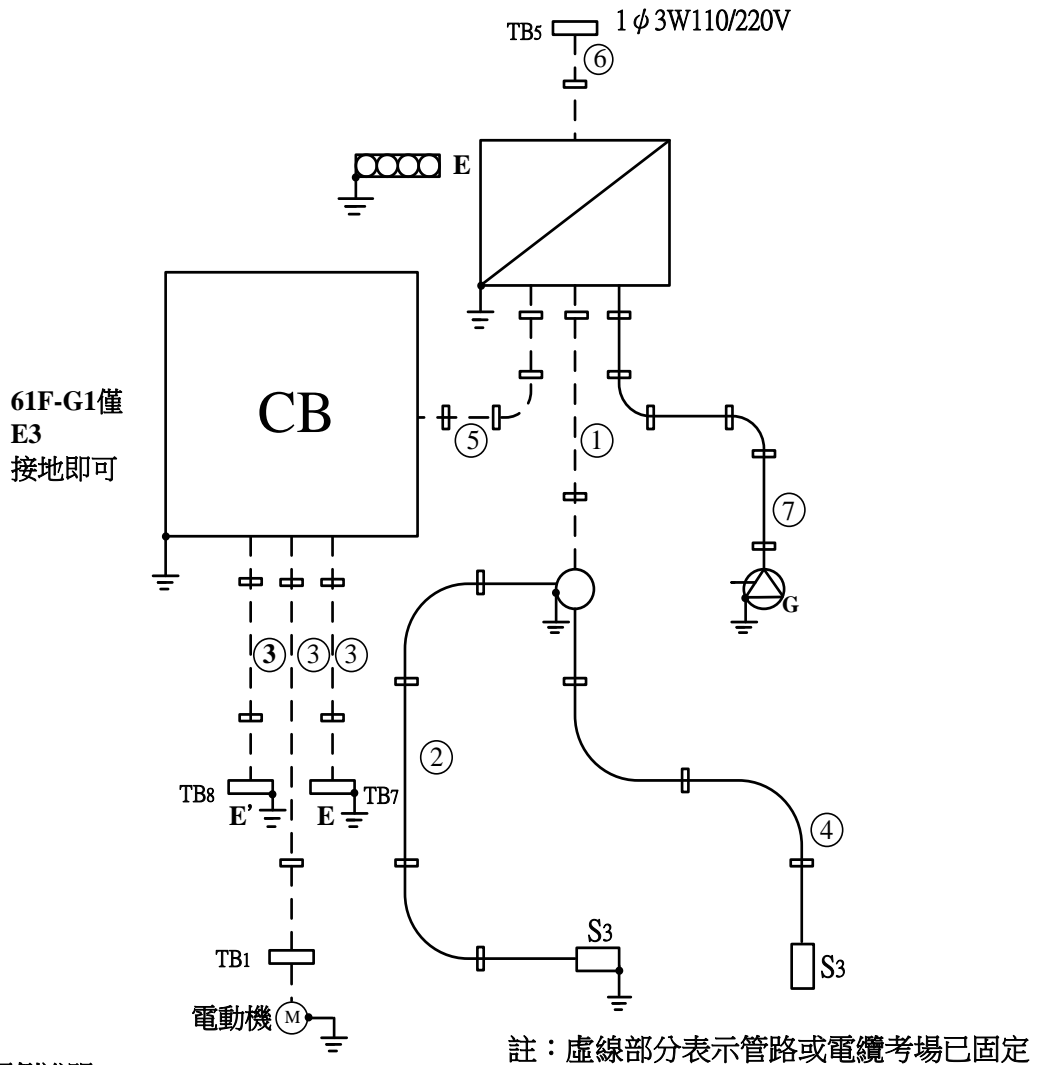 TB5
1φ3W110/220V
⑥
E
CB
61F-G1僅
E3
接地即可
⑤
①
⑦
G
③
③
③
②
TB8
E'
E
TB7
④
S3
S3
TB1
電動機
M
註：虛線部分表示管路或電纜考場已固定